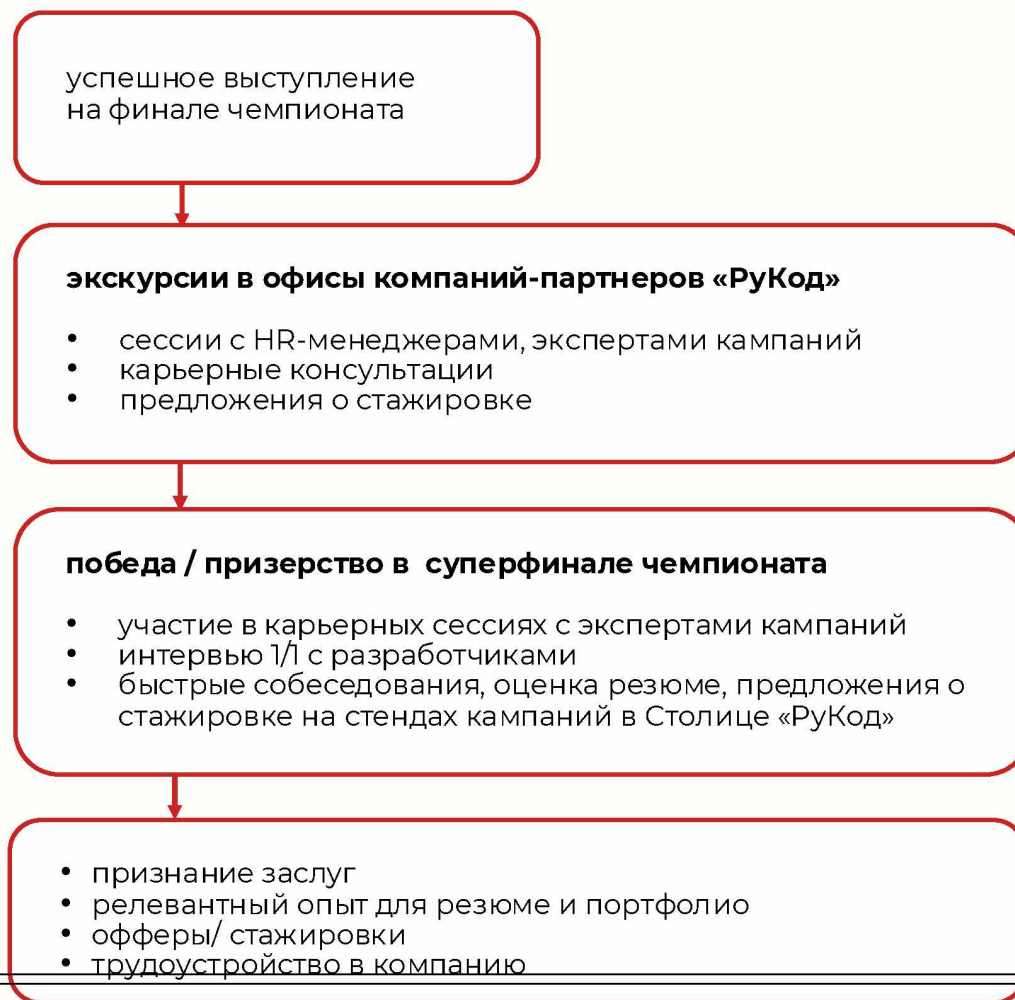 успешное выступление
на финале чемпионата
экскурсии в офисы компаний-партнеров «РуКод»
• сессии с HR-менеджерами, экспертами кампаний
• карьерные консультации
• предложения о стажировке
победа / призерство в суперфинале чемпионата
• участие в карьерных сессиях с экспертами кампаний
• интервью 1/1 с разработчиками
• быстрые собеседования, оценка резюме, предложения о
стажировке на стендах кампаний в Столице «РуКод»
• признание заслуг
• релевантный опыт для резюме и портфолио
• офферы/ стажировки
• трудоустройство в компанию